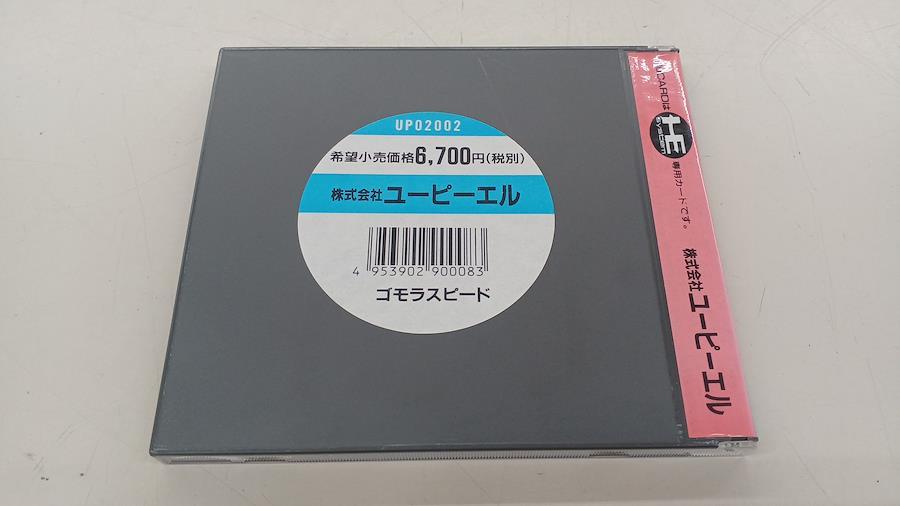 UP02002
希望小売価格6,700円(税別)
株式会社 ユーピーエル
4 953902 900083
ゴモラスピード
CARDは HE system 専用カードです。 株式会社ユーピーエル